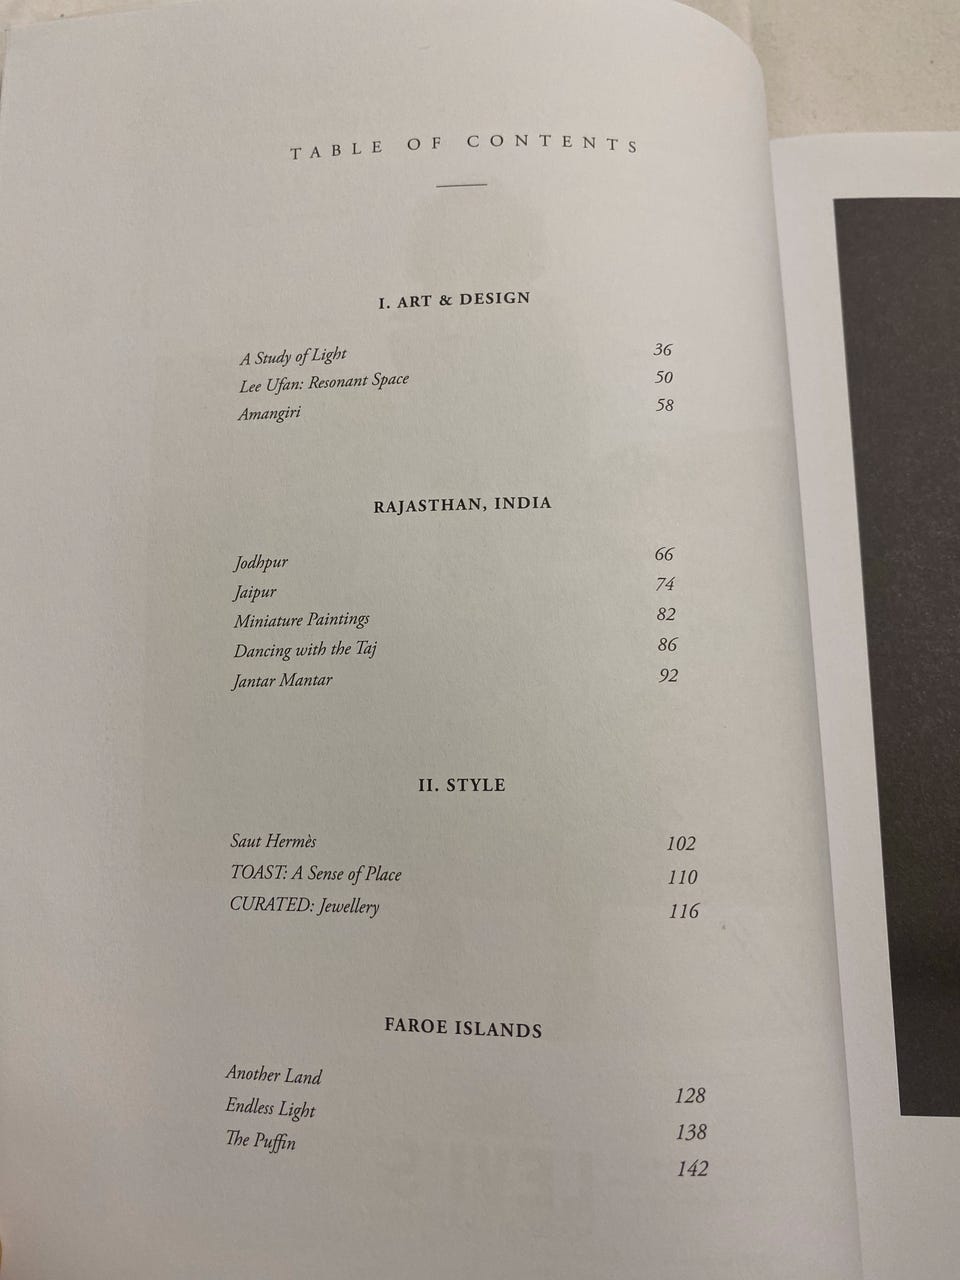 TABLE OF CONTENTS
I. ART & DESIGN
A Study of Light 36
Lee Ufan: Resonant Space 50
Amangiri 58
RAJASTHAN, INDIA
Jodhpur 66
Jaipur 74
Miniature Paintings 82
Dancing with the Taj 86
Jantar Mantar 92
II. STYLE
Saut Hermès 102
TOAST: A Sense of Place 110
CURATED: Jewellery 116
FAROE ISLANDS
Another Land 128
Endless Light 138
The Puffin 142